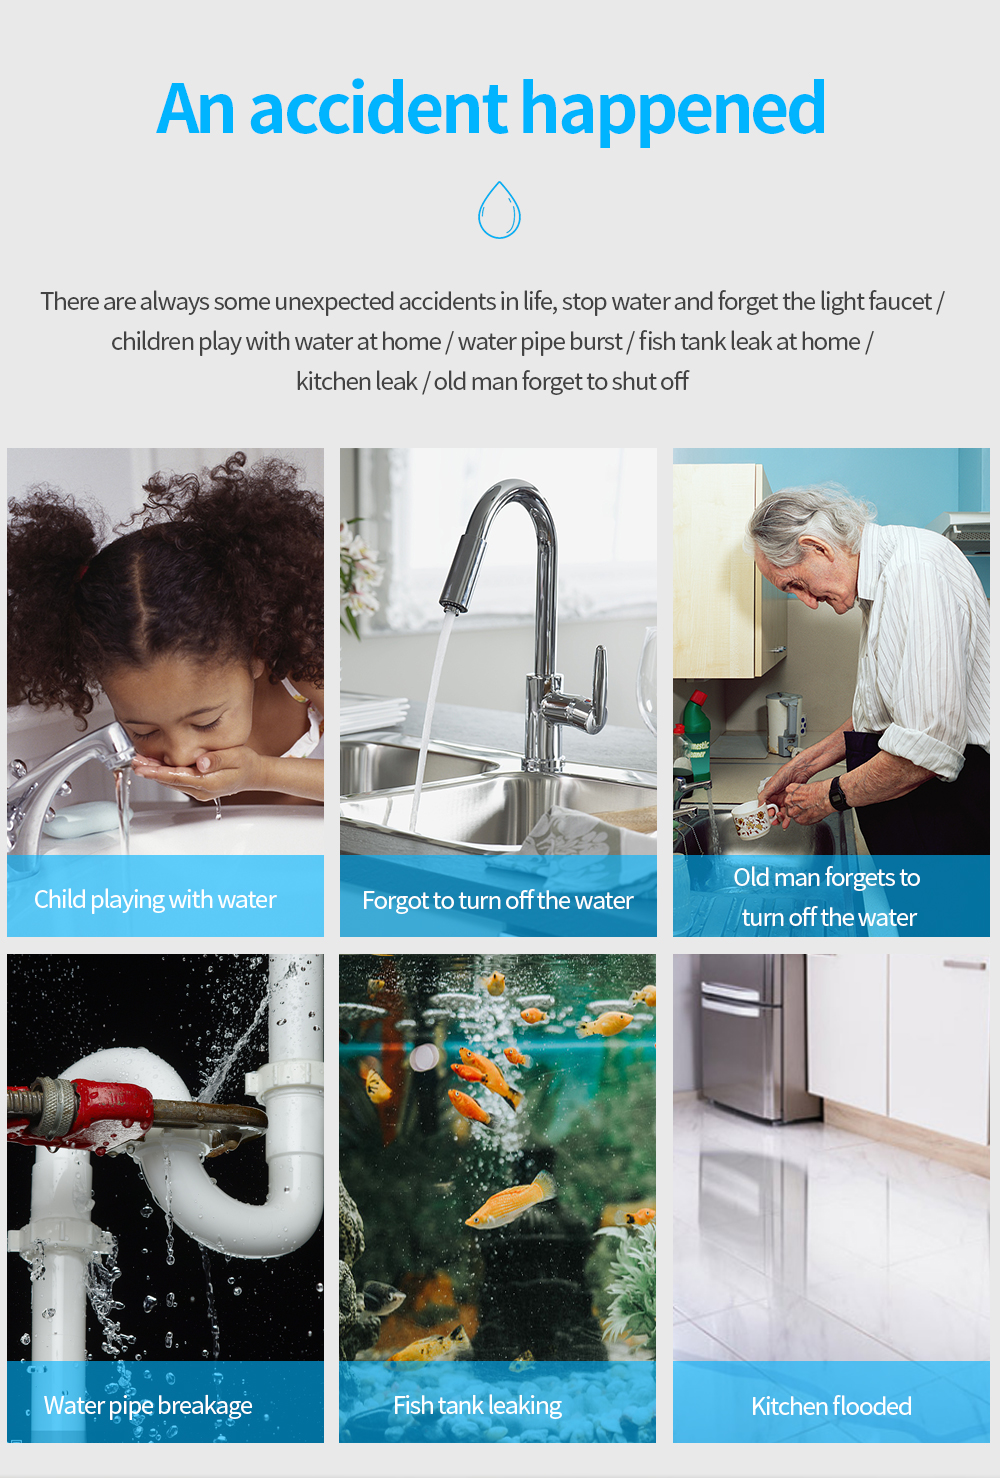 An accident happened
There are always some unexpected accidents in life, stop water and forget the light faucet /
children play with water at home / water pipe burst / fish tank leak at home /
kitchen leak / old man forget to shut off
Child playing with water
Forgot to turn off the water
Old man forgets to
turn off the water
Water pipe breakage
Fish tank leaking
Kitchen flooded